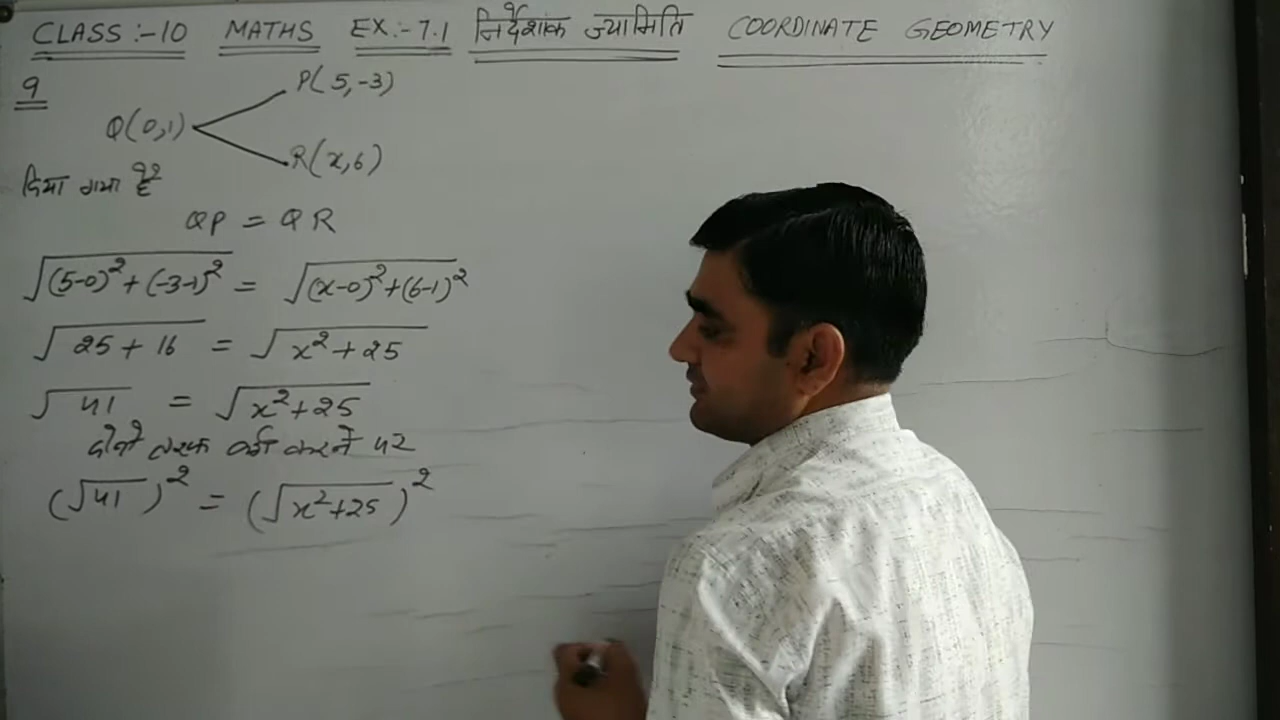 CLASS :-10 MATHS EX.-7.1 निर्देशांक ज्यामिति COORDINATE GEOMETRY
9
P(5,-3)
Q(0,1)
R(x,6)
दिया गया है
QP = QR
√((5-0)²+(-3-1)²) = √((x-0)²+(6-1)²)
√(25+16) = √(x²+25)
√41 = √(x²+25)
दोनो तरफ वर्ग करने पर
(√41)² = (√(x²+25))²